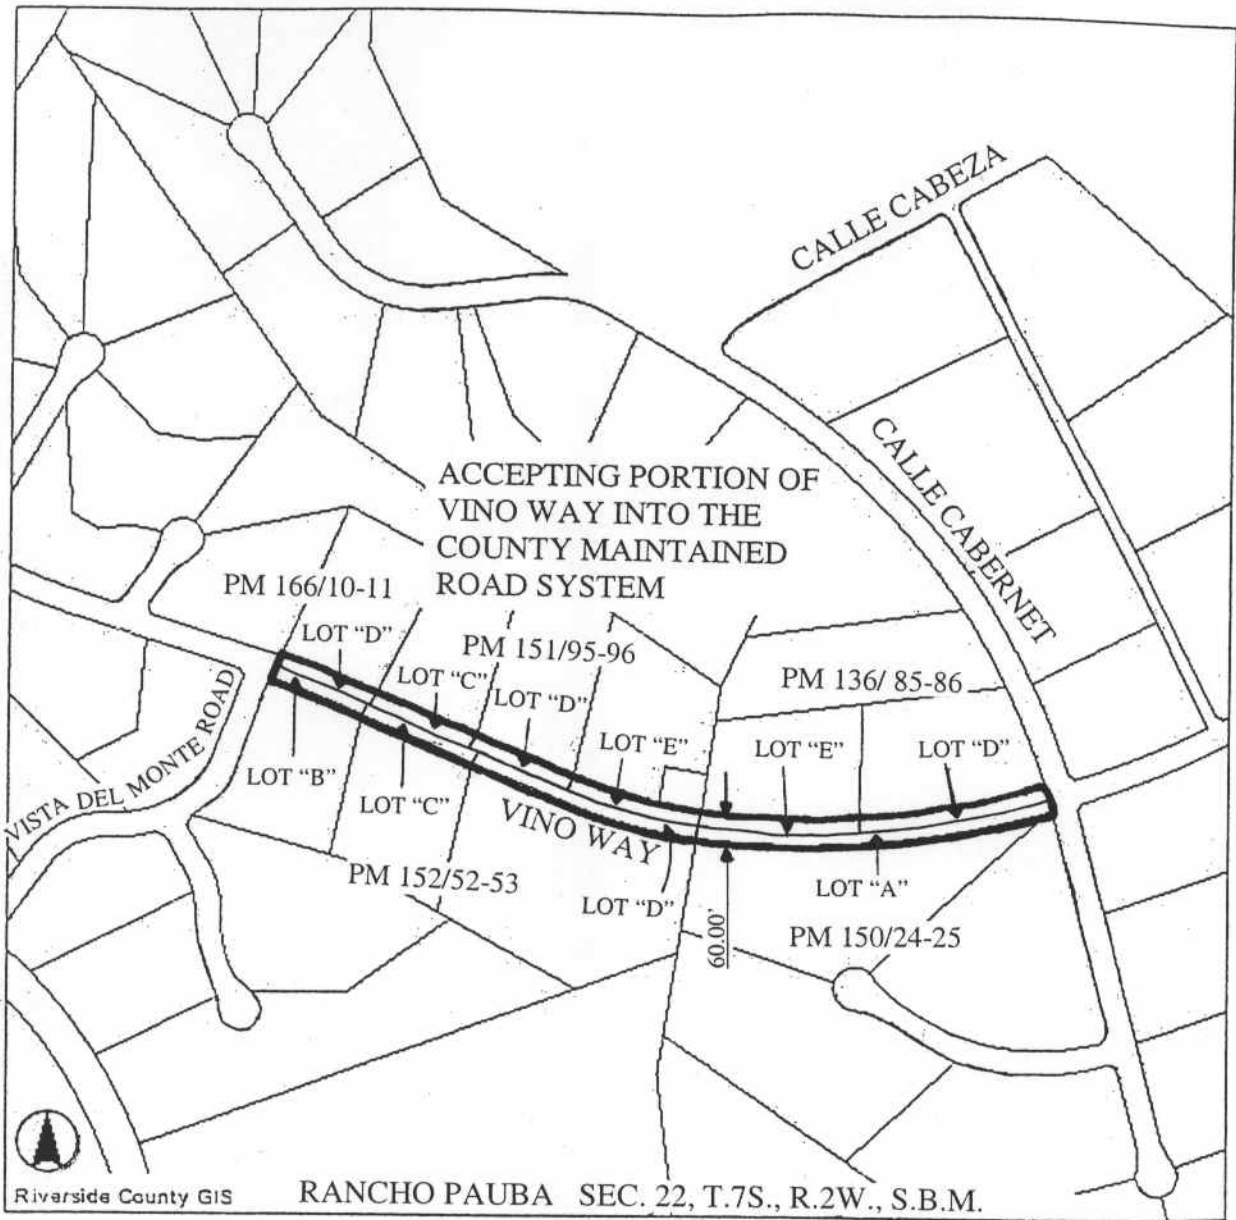 CALLE CABEZA
CALLE CABERNET
ACCEPTING PORTION OF
VINO WAY INTO THE
COUNTY MAINTAINED
ROAD SYSTEM
PM 166/10-11
LOT “D”
PM 151/95-96
LOT “C”
LOT “D”
PM 136/ 85-86
LOT “E”
LOT “E”
LOT “D”
VISTA DEL MONTE ROAD
LOT “B”
LOT “C”
VINO WAY
PM 152/52-53
LOT “D”
60.00'
LOT “A”
PM 150/24-25
Riverside County GIS
RANCHO PAUBA SEC. 22, T.7S., R.2W., S.B.M.